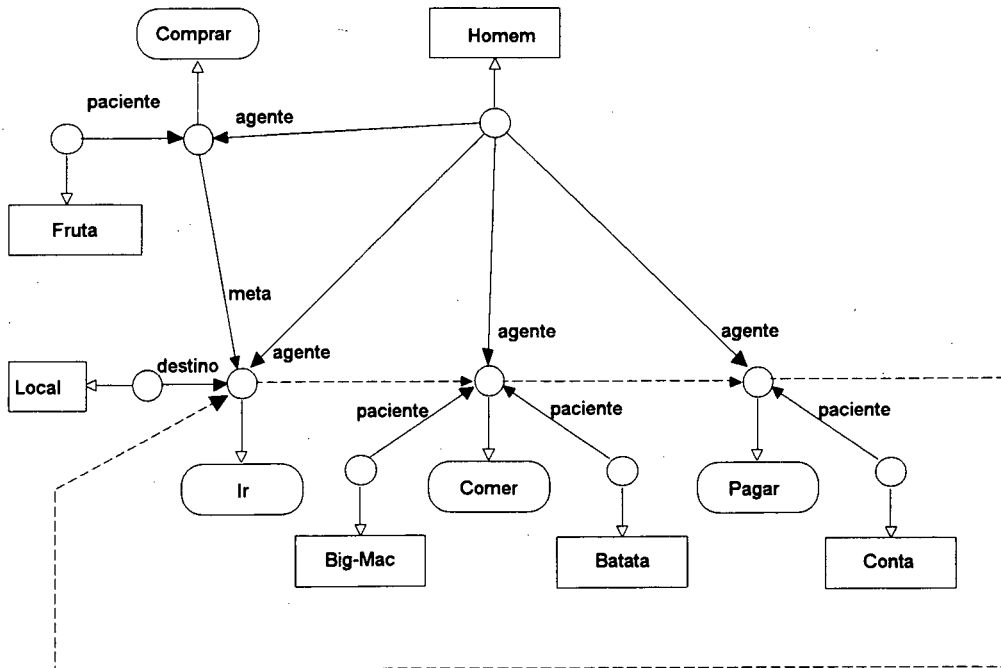 Comprar
Homem
paciente
agente
Fruta
meta
agente
agente
agente
destino
Local
paciente
paciente
paciente
Ir
Comer
Pagar
Big-Mac
Batata
Conta